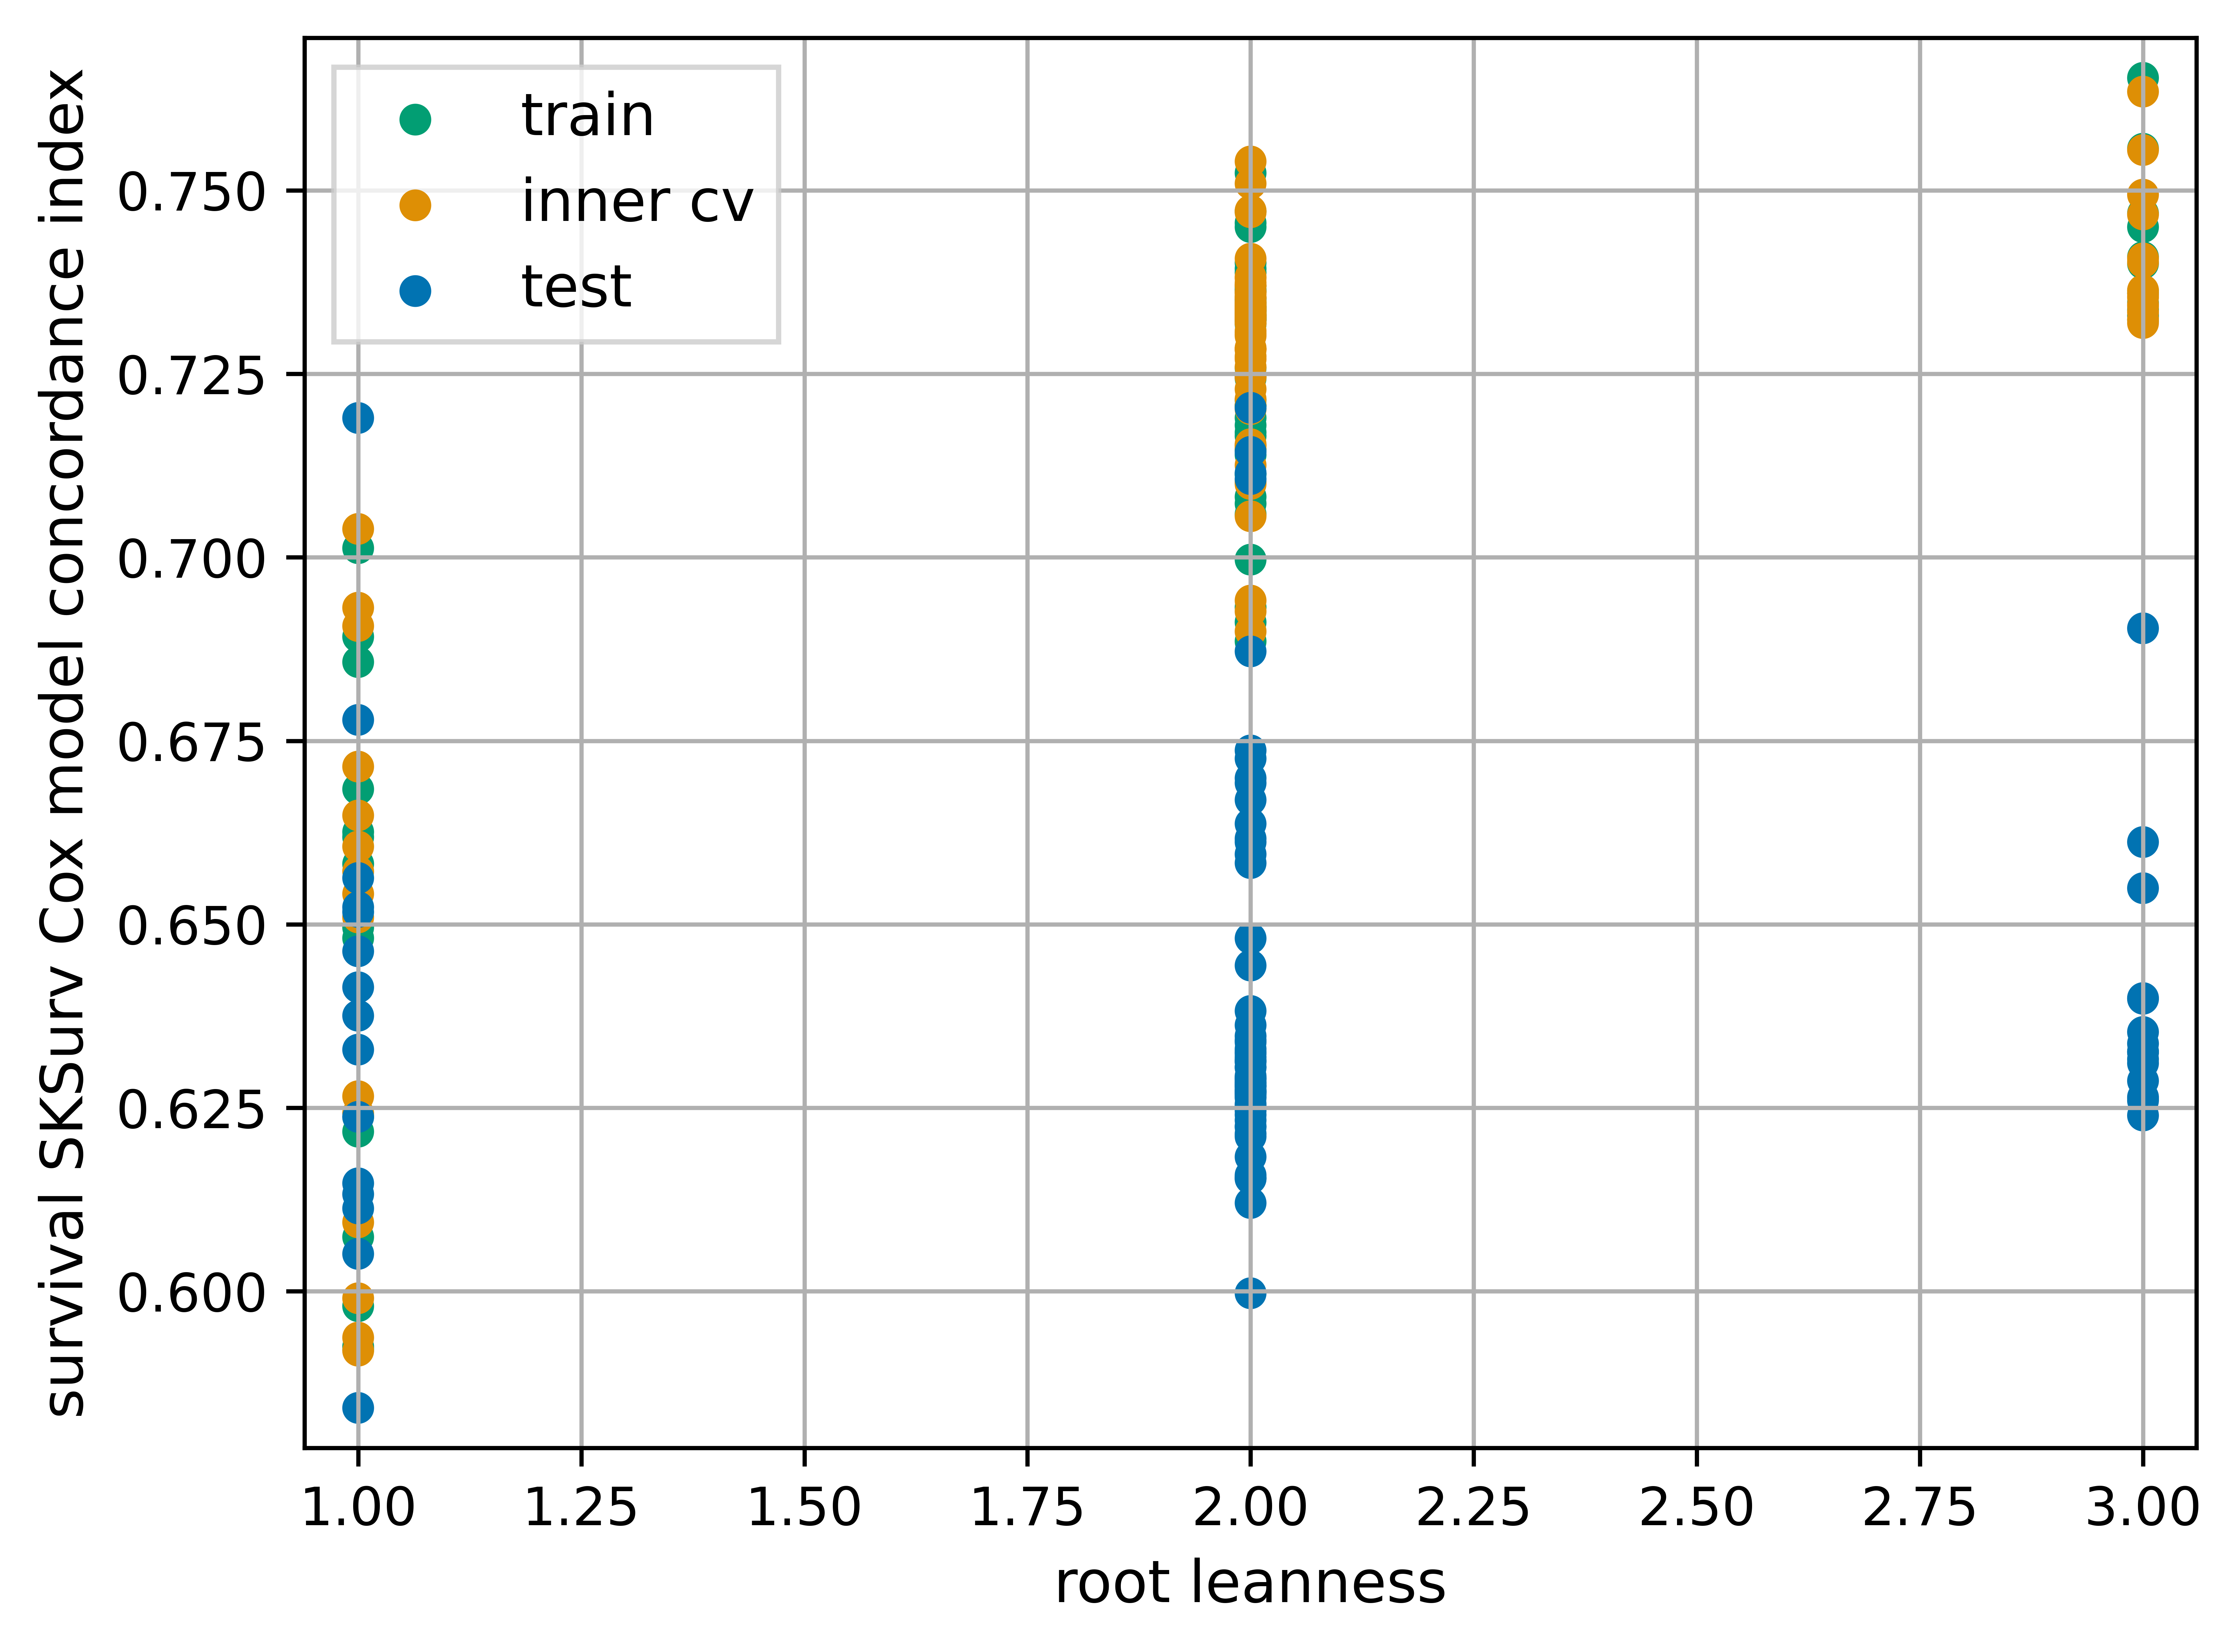 survival SKSurv Cox model concordance index
train
inner cv
test
0.750
0.725
0.700
0.675
0.650
0.625
0.600
1.00 1.25 1.50 1.75 2.00 2.25 2.50 2.75 3.00
root leanness